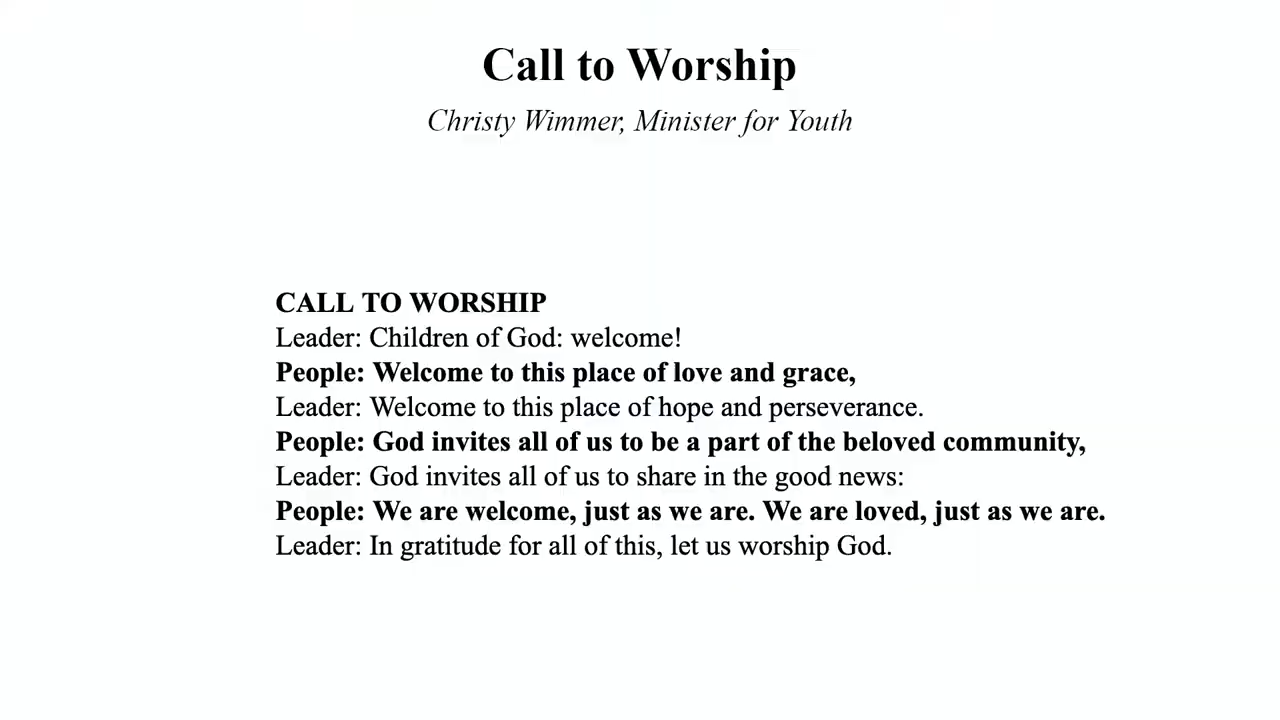 Call to Worship
Christy Wimmer, Minister for Youth
CALL TO WORSHIP
Leader: Children of God: welcome!
People: Welcome to this place of love and grace,
Leader: Welcome to this place of hope and perseverance.
People: God invites all of us to be a part of the beloved community,
Leader: God invites all of us to share in the good news:
People: We are welcome, just as we are. We are loved, just as we are.
Leader: In gratitude for all of this, let us worship God.